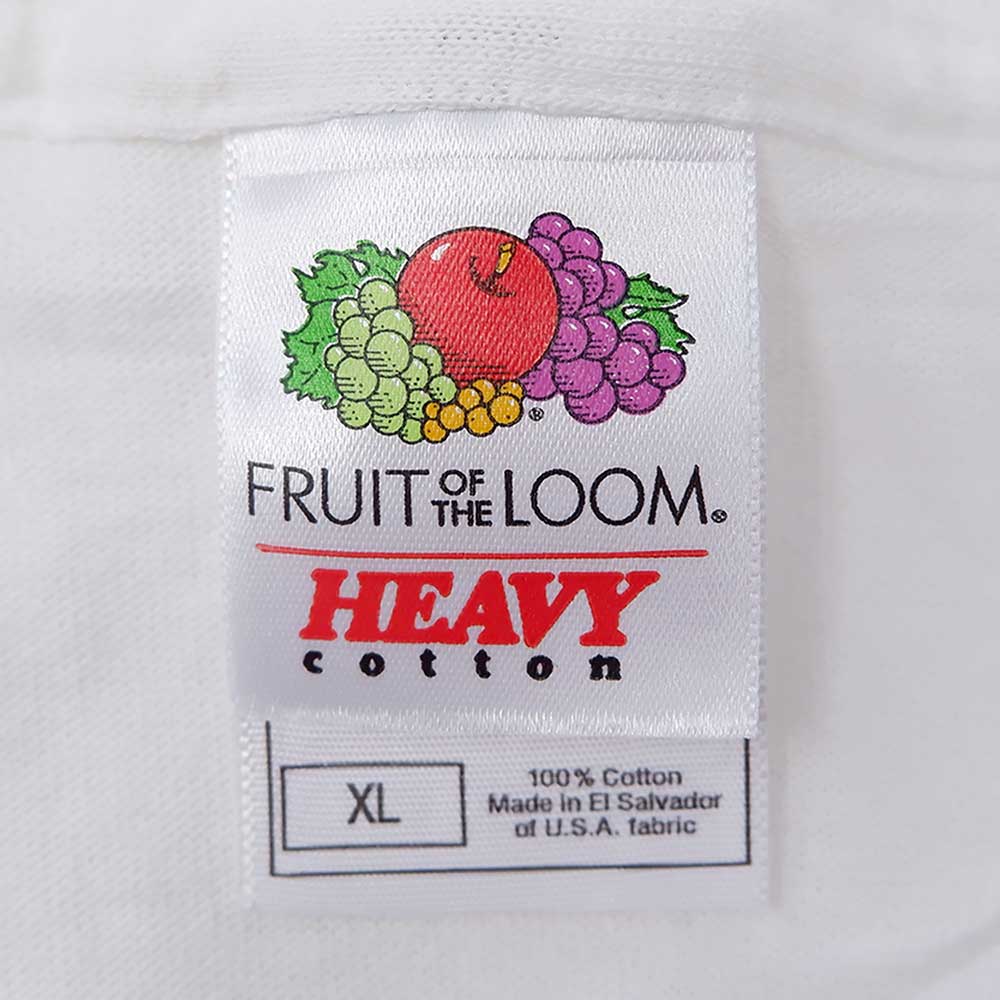 ®
FRUIT OF THE LOOM®
HEAVY
cotton
XL
100% Cotton
Made in El Salvador
of U.S.A. fabric